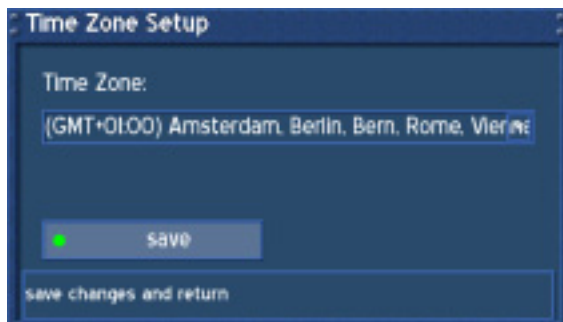 Time Zone Setup
Time Zone:
(GMT+01:00) Amsterdam, Berlin, Bern, Rome,
save
save changes and return